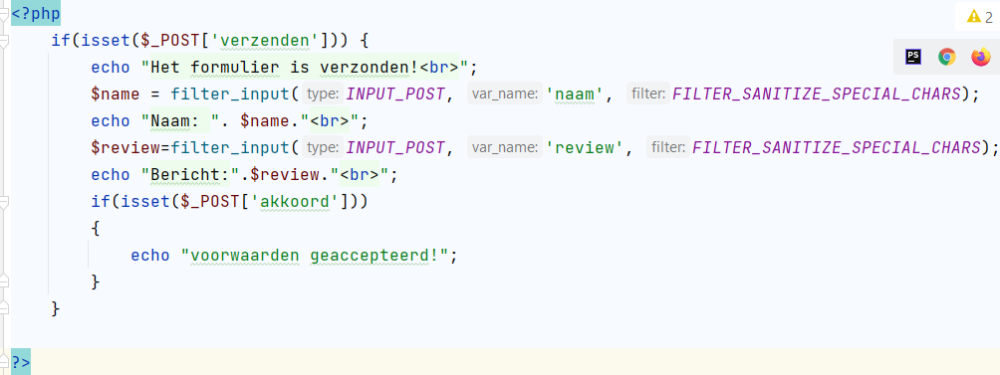 <?php
if(isset($_POST['verzenden'])) {
echo "Het formulier is verzonden!<br>";
$name = filter_input( type: INPUT_POST, var_name: 'naam', filter: FILTER_SANITIZE_SPECIAL_CHARS);
echo "Naam: ". $name."<br>";
$review=filter_input( type: INPUT_POST, var_name: 'review', filter: FILTER_SANITIZE_SPECIAL_CHARS);
echo "Bericht:".$review."<br>";
if(isset($_POST['akkoord']))
{
echo "voorwaarden geaccepteerd!";
}
}
?>
2
PS